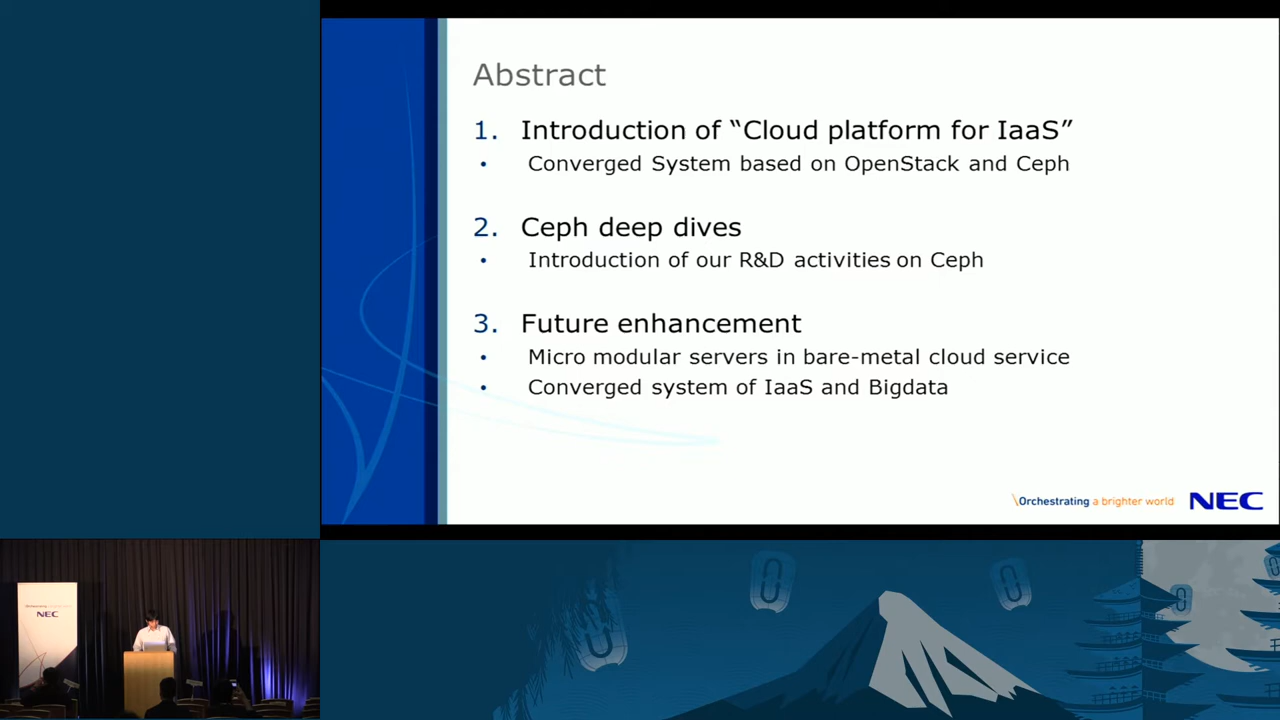 Abstract
1. Introduction of “Cloud platform for IaaS”
• Converged System based on OpenStack and Ceph
2. Ceph deep dives
• Introduction of our R&D activities on Ceph
3. Future enhancement
• Micro modular servers in bare-metal cloud service
• Converged system of IaaS and Bigdata
\Orchestrating a brighter world NEC
NEC